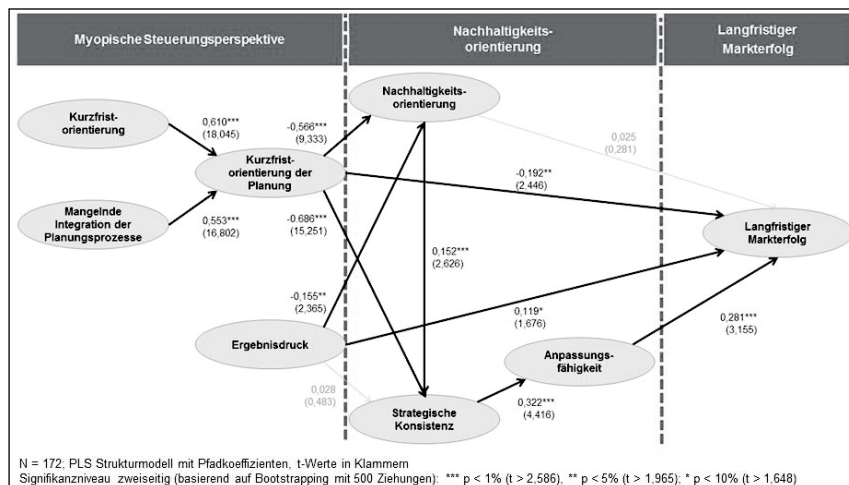 Myopische Steuerungsperspektive
Nachhaltigkeits-
orientierung
Langfristiger
Markterfolg
Kurzfrist-
orientierung
0,610***
(18,045)
-0,566***
(9,333)
Nachhaltigkeits-
orientierung
0,025
(0,281)
Kurzfrist-
orientierung der
Planung
-0,192**
(2,446)
Mangelnde
Integration der
Planungsprozesse
0,553***
(16,802)
-0,686***
(15,251)
Langfristiger
Markterfolg
0,152***
(2,626)
-0,155**
(2,365)
Ergebnisdruck
0,119*
(1,676)
0,281***
(3,155)
Anpassungs-
fähigkeit
0,028
(0,483)
Strategische
Konsistenz
0,322***
(4,416)
N = 172; PLS Strukturmodell mit Pfadkoeffizienten, t-Werte in Klammern
Signifikanzniveau zweiseitig (basierend auf Bootstrapping mit 500 Ziehungen): *** p < 1% (t > 2,586), ** p < 5% (t > 1,965); * p < 10% (t > 1,648)